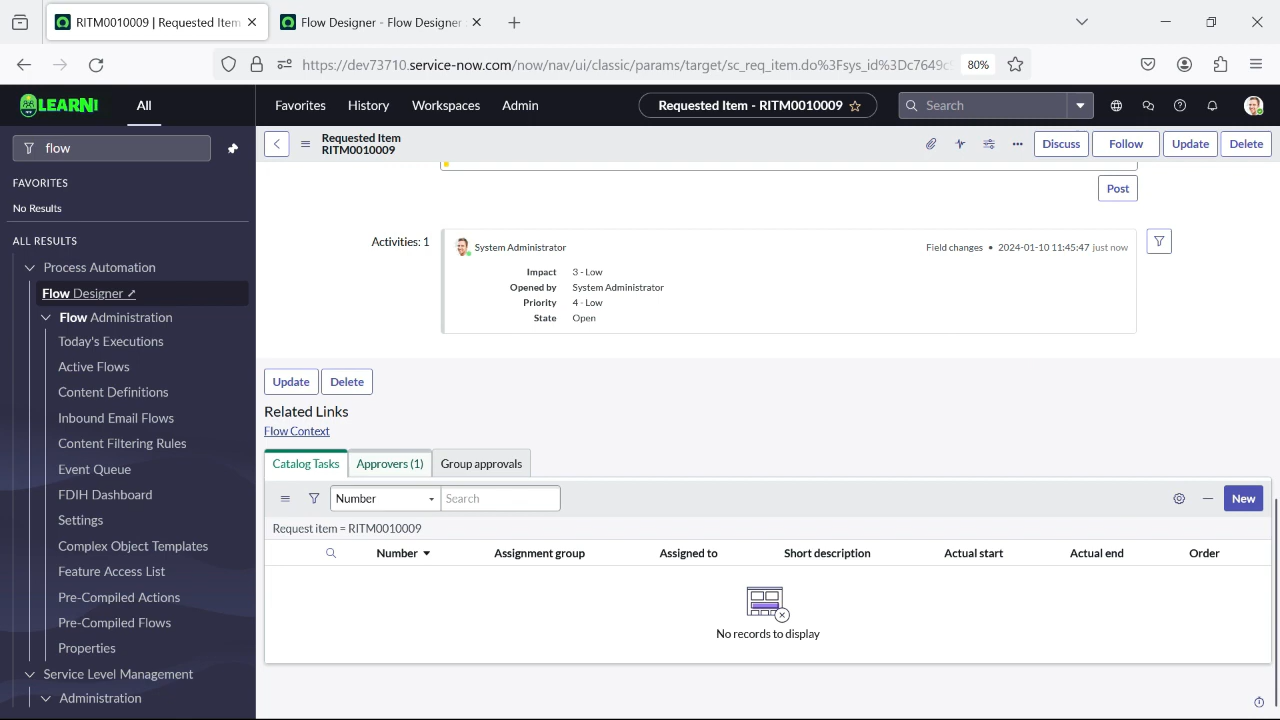 RITM0010009 | Requested Item
Flow Designer - Flow Designer
https://dev73710.service-now.com/now/nav/ui/classic/params/target/sc_req_item.do%3Fsys_id%3Dc7649c
80%
LEARNI
All
Favorites
History
Workspaces
Admin
Requested Item - RITM0010009
Search
flow
FAVORITES
No Results
ALL RESULTS
Process Automation
Flow Designer ↗
Flow Administration
Today's Executions
Active Flows
Content Definitions
Inbound Email Flows
Content Filtering Rules
Event Queue
FDIH Dashboard
Settings
Complex Object Templates
Feature Access List
Pre-Compiled Actions
Pre-Compiled Flows
Properties
Service Level Management
Administration
Requested Item
RITM0010009
Discuss
Follow
Update
Delete
Post
Activities: 1
System Administrator
Field changes • 2024-01-10 11:45:47 just now
Impact 3 - Low
Opened by System Administrator
Priority 4 - Low
State Open
Update
Delete
Related Links
Flow Context
Catalog Tasks
Approvers (1)
Group approvals
Number
Search
New
Request item = RITM0010009
Number Assignment group Assigned to Short description Actual start Actual end Order
No records to display